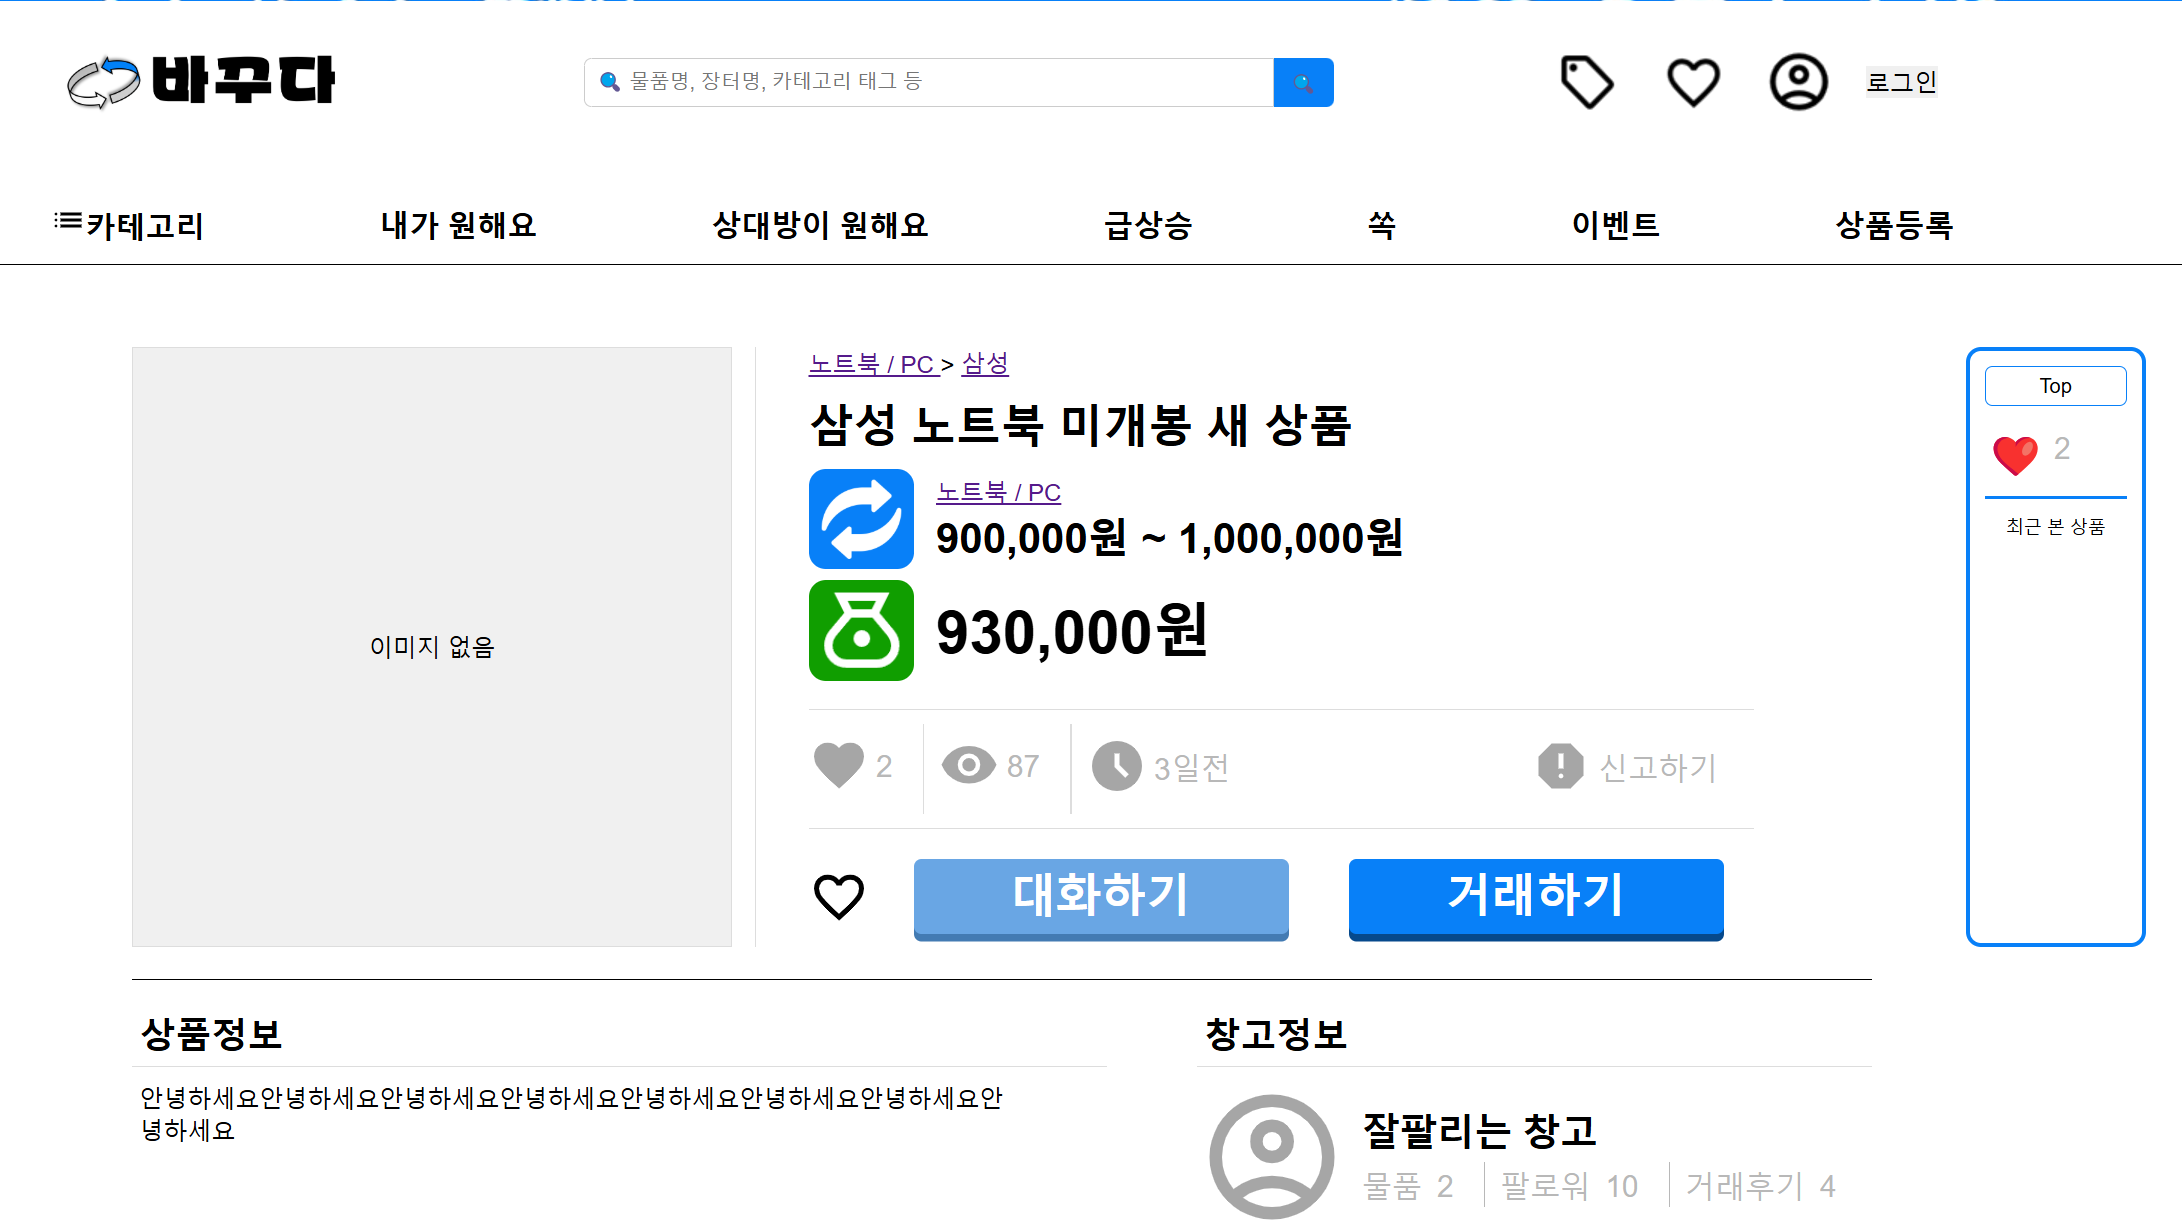 바꾸다
물품명, 장터명, 카테고리 태그 등
로그인
카테고리
내가 원해요
상대방이 원해요
급상승
쏙
이벤트
상품등록
이미지 없음
노트북 / PC > 삼성
삼성 노트북 미개봉 새 상품
노트북 / PC
900,000원 ~ 1,000,000원
930,000원
2
87
3일전
신고하기
대화하기
거래하기
Top
2
최근 본 상품
상품정보
안녕하세요안녕하세요안녕하세요안녕하세요안녕하세요안녕하세요안녕하세요안
녕하세요
창고정보
잘팔리는 창고
물품 2
팔로워 10
거래후기 4